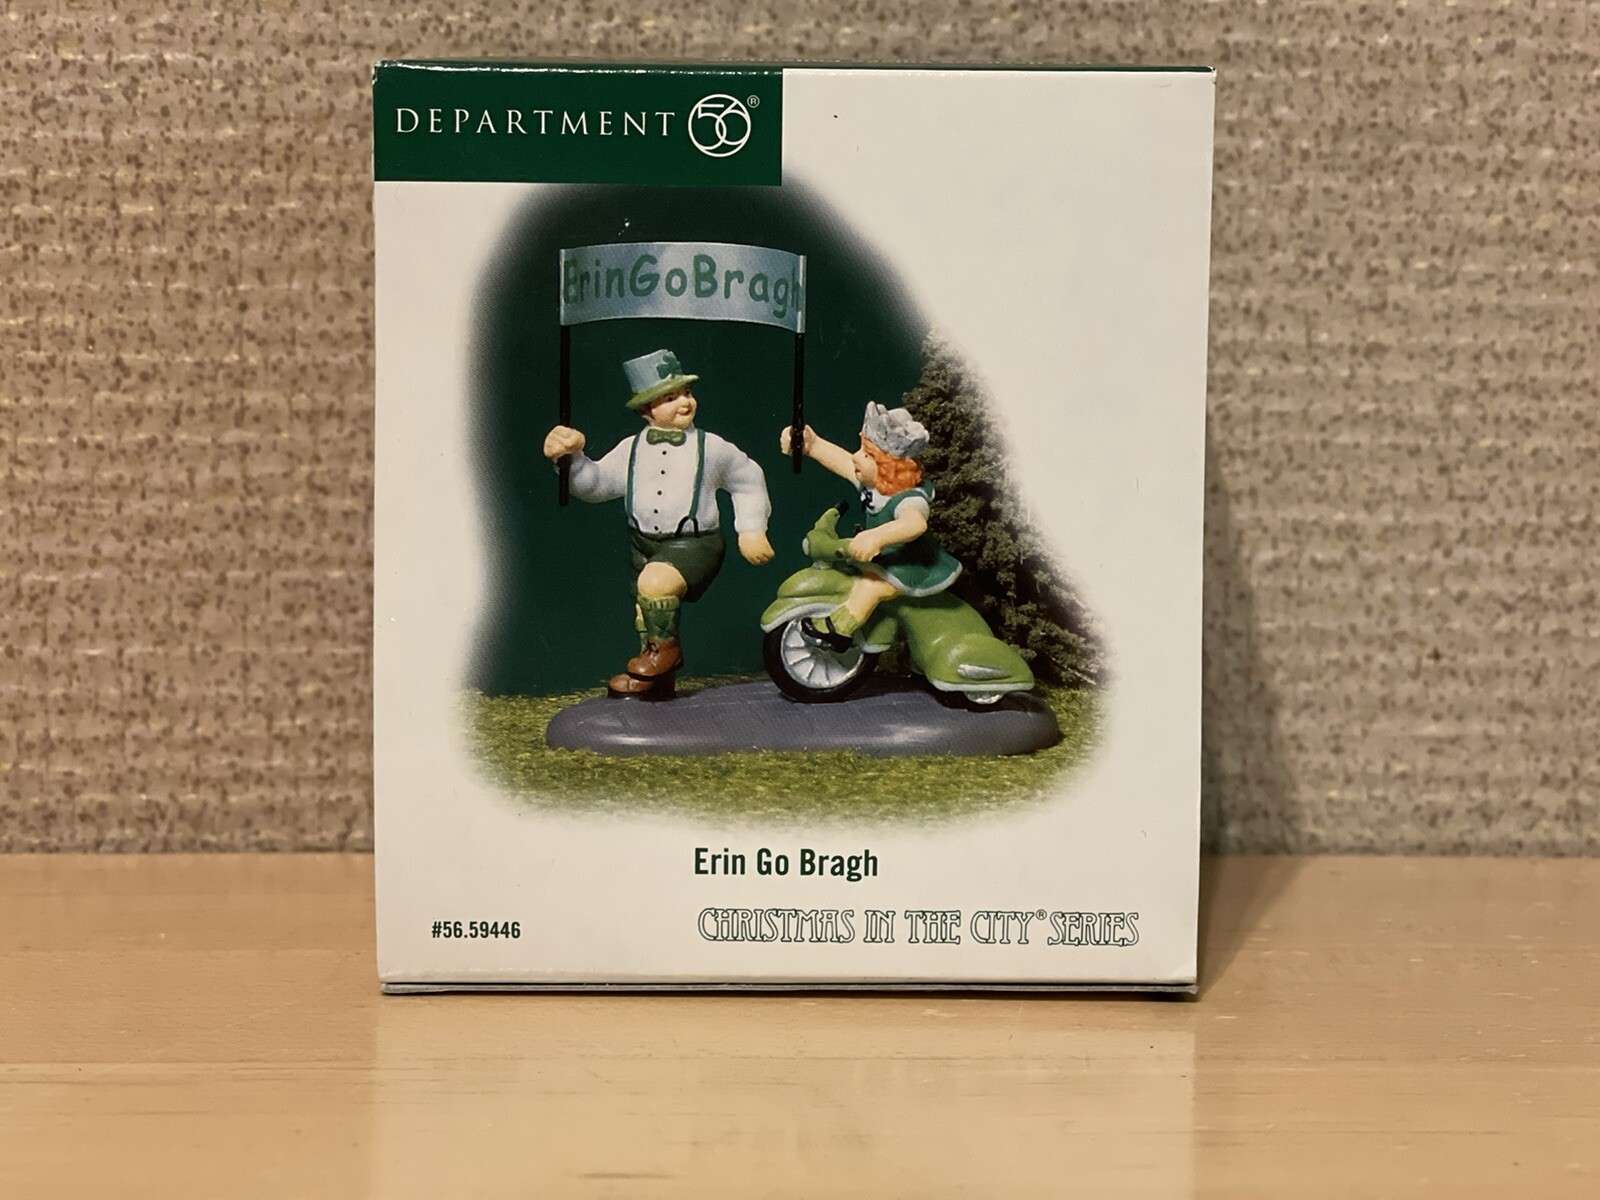 DEPARTMENT 56®
ErinGoBragh
Erin Go Bragh
#56.59446
CHRISTMAS IN THE CITY® SERIES